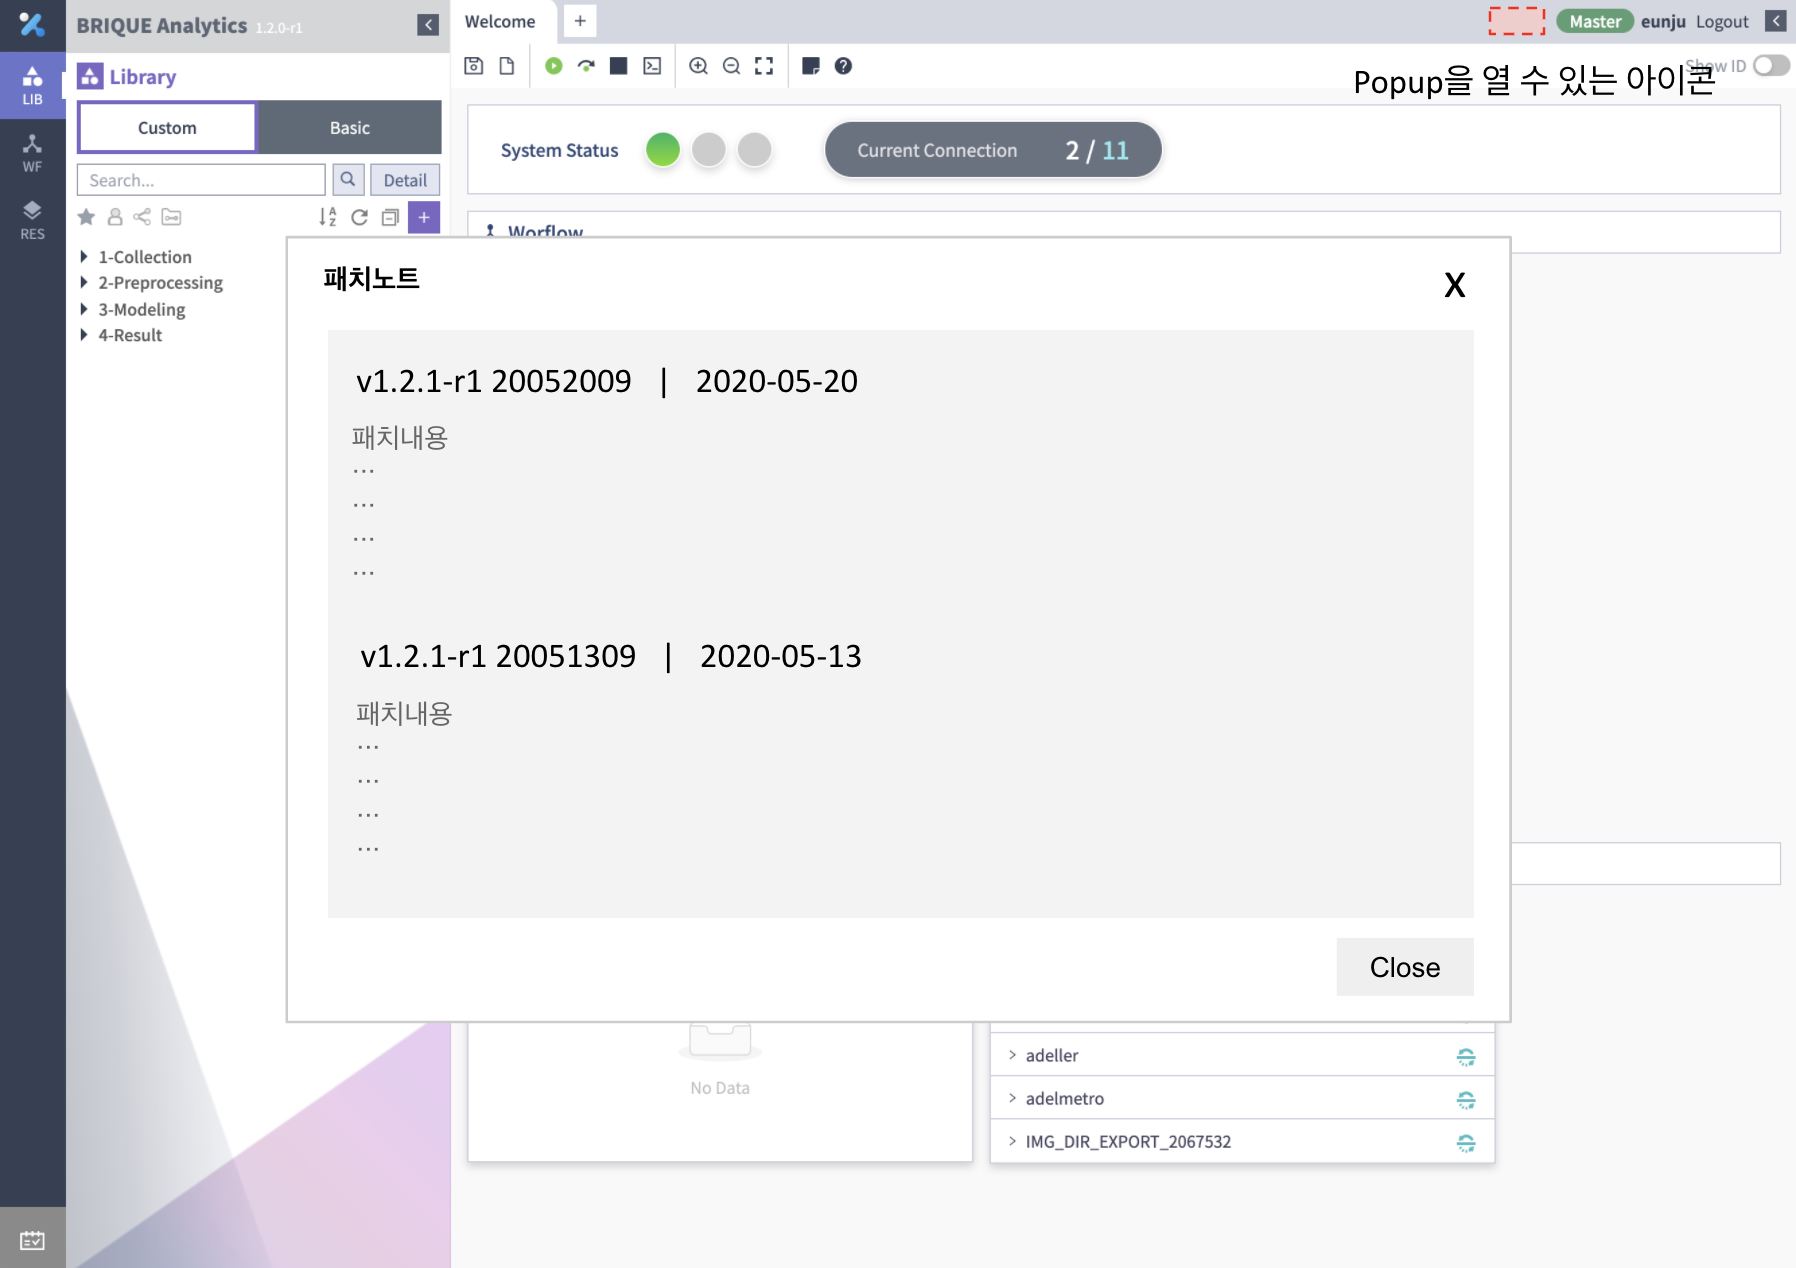 BRIQUE Analytics 1.2.0-r1
Welcome
+
Master
eunju
Logout
LIB
WF
RES
Library
Custom
Basic
Search...
Detail
1-Collection
2-Preprocessing
3-Modeling
4-Result
Show ID
Popup을 열 수 있는 아이콘
System Status
Current Connection 2 / 11
Worflow
패치노트
X
v1.2.1-r1 20052009 | 2020-05-20
패치내용
...
...
...
...
v1.2.1-r1 20051309 | 2020-05-13
패치내용
...
...
...
...
Close
No Data
adeller
adelmetro
IMG_DIR_EXPORT_2067532